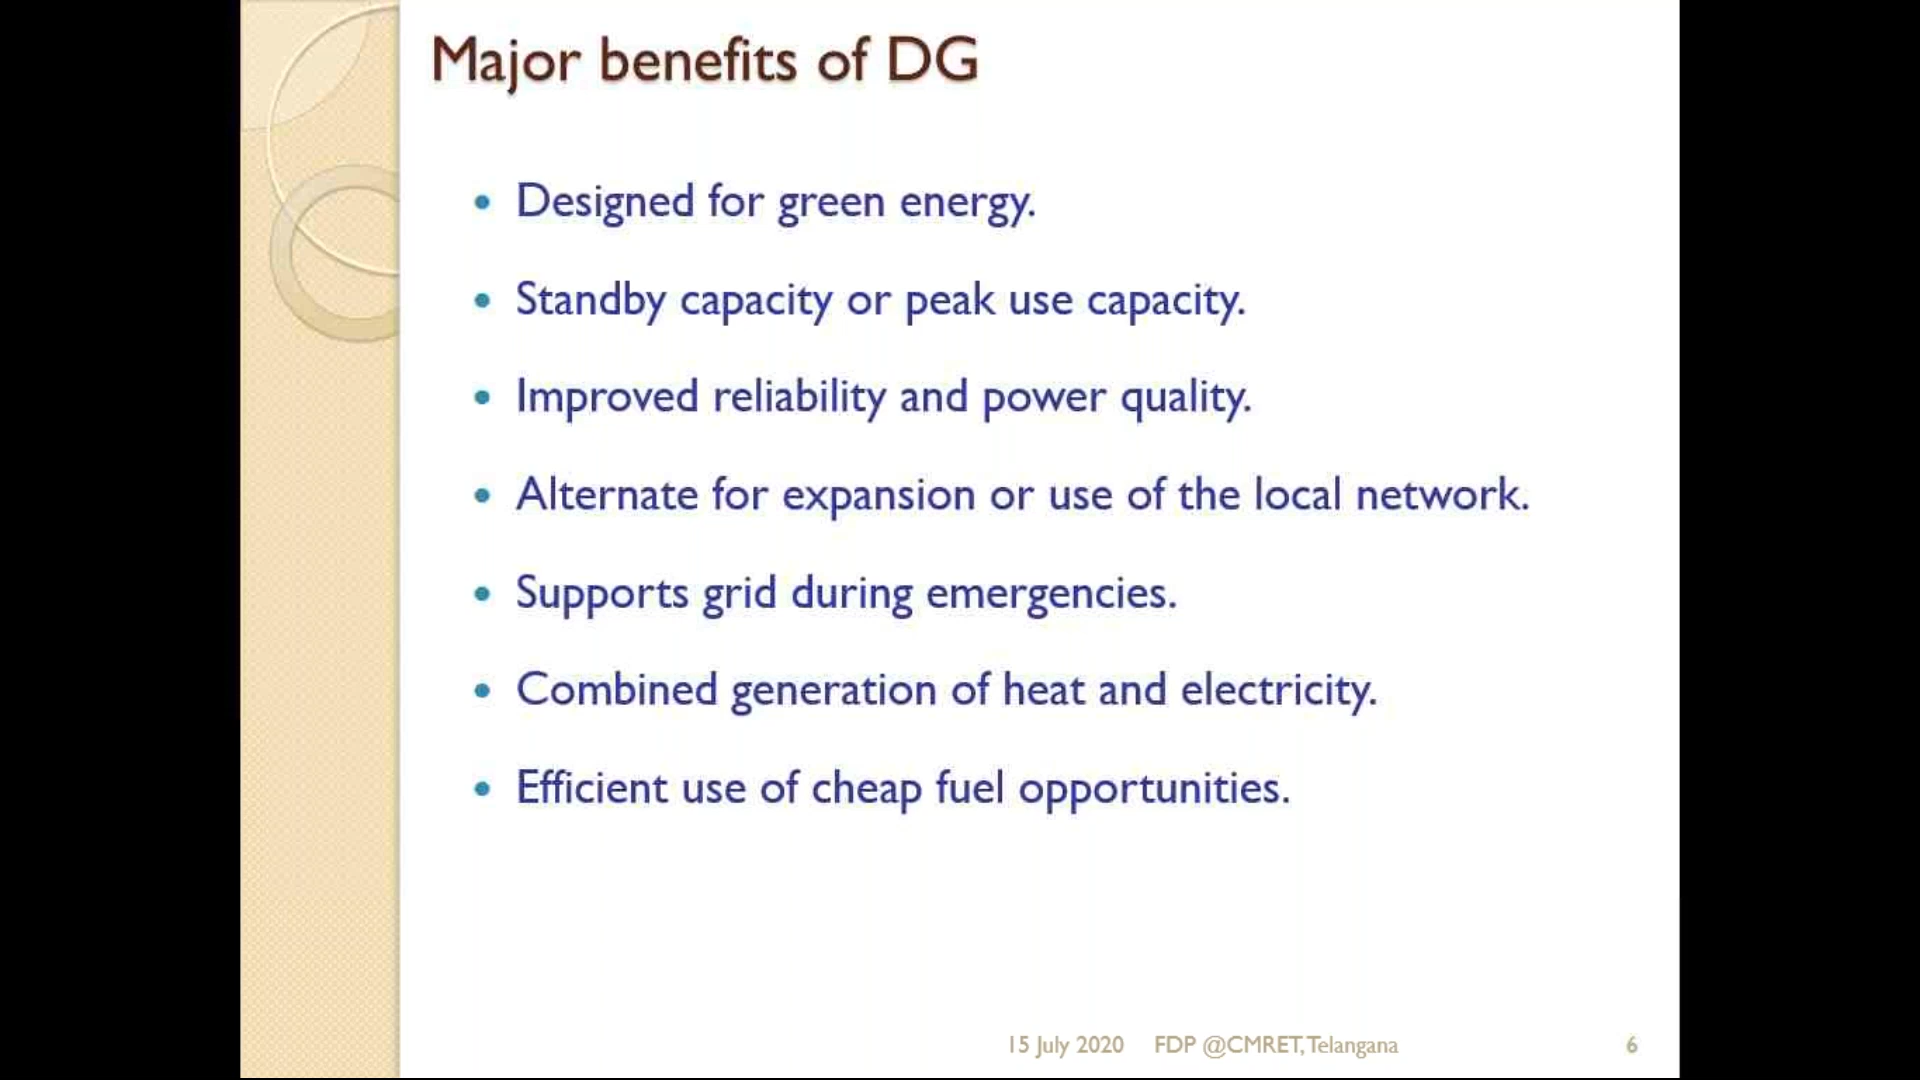 Major benefits of DG
• Designed for green energy.
• Standby capacity or peak use capacity.
• Improved reliability and power quality.
• Alternate for expansion or use of the local network.
• Supports grid during emergencies.
• Combined generation of heat and electricity.
• Efficient use of cheap fuel opportunities.
15 July 2020 FDP @CMRET, Telangana 6